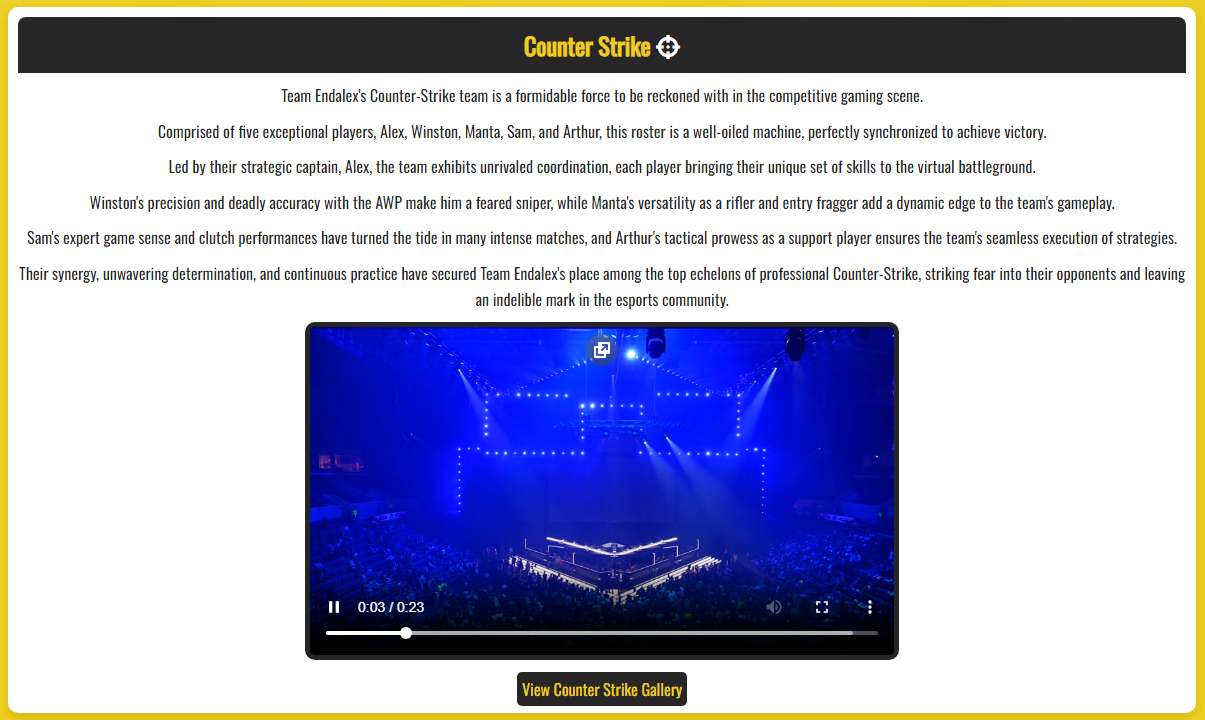 Counter Strike
Team Endalex's Counter-Strike team is a formidable force to be reckoned with in the competitive gaming scene.
Comprised of five exceptional players, Alex, Winston, Manta, Sam, and Arthur, this roster is a well-oiled machine, perfectly synchronized to achieve victory.
Led by their strategic captain, Alex, the team exhibits unrivaled coordination, each player bringing their unique set of skills to the virtual battleground.
Winston's precision and deadly accuracy with the AWP make him a feared sniper, while Manta's versatility as a rifler and entry fragger add a dynamic edge to the team's gameplay.
Sam's expert game sense and clutch performances have turned the tide in many intense matches, and Arthur's tactical prowess as a support player ensures the team's seamless execution of strategies.
Their synergy, unwavering determination, and continuous practice have secured Team Endalex's place among the top echelons of professional Counter-Strike, striking fear into their opponents and leaving
an indelible mark in the esports community.
0:03 / 0:23
View Counter Strike Gallery